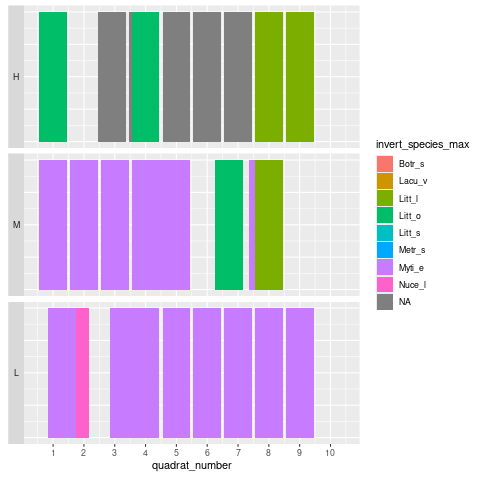 H
M
L
1 2 3 4 5 6 7 8 9 10
quadrat_number
invert_species_max
Botr_s
Lacu_v
Litt_l
Litt_o
Litt_s
Metr_s
Myti_e
Nuce_l
NA